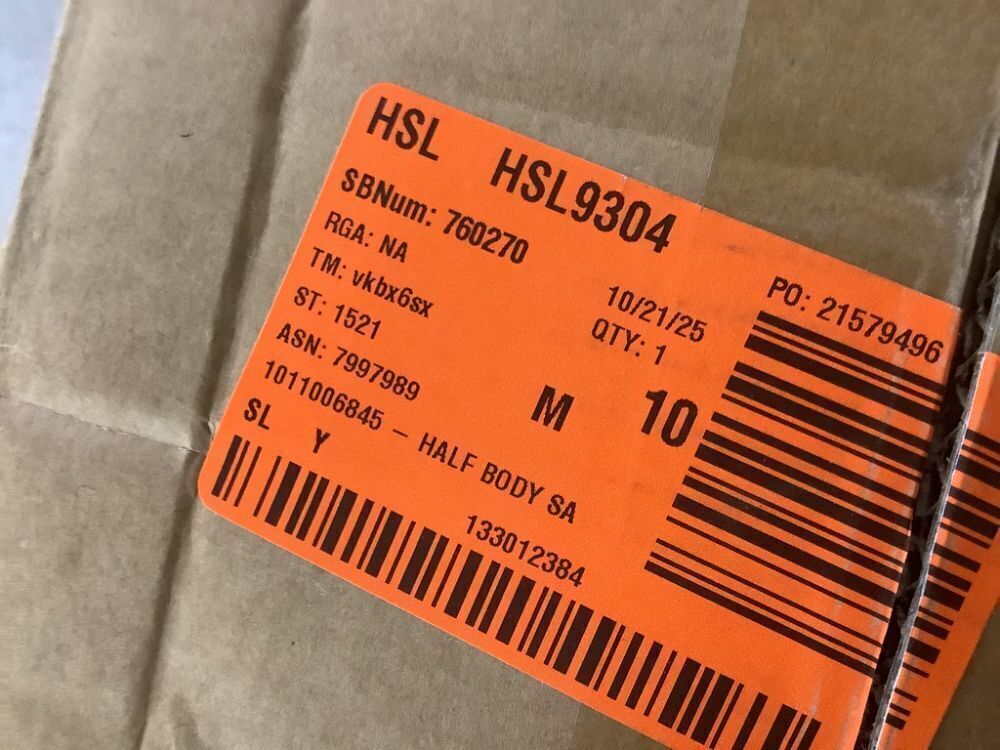 HSL HSL9304
SBNum: 760270
RGA: NA
TM: vkbx6sx
ST: 1521
ASN: 7997989
1011006845 – HALF BODY SA
SL Y
10/21/25
QTY: 1
M 10
133012384
PO: 21579496